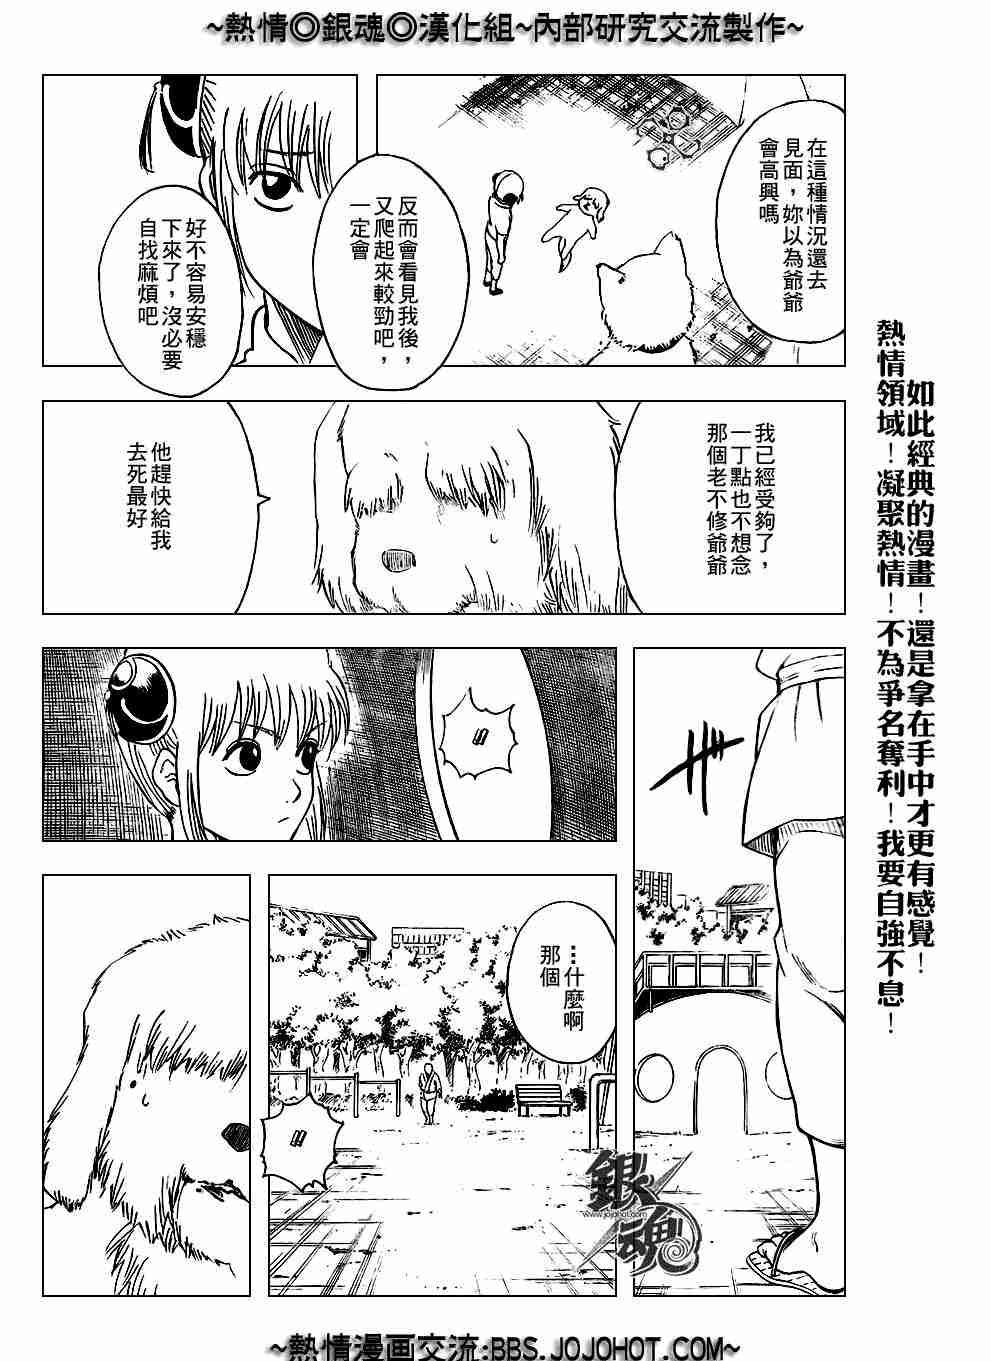 ~熱情◎銀魂◎漢化組~內部研究交流製作~
在這種情況還去
見面，妳以為爺爺
會高興嗎
反而會看見我後，
又爬起來較勁吧，
一定會
好不容易安穩
下來了，沒必要
自找麻煩吧
我已經受夠了，
一丁點也不想念
那個老不修爺爺
他趕快給我
去死最好
!!
…什麼啊
那個
!!
如此經典的漫畫！還是拿在手中才更有感覺！
熱情領域！凝聚熱情！不為爭名奪利！我要自強不息！
銀魂
www.jojohot.com
~熱情漫画交流:BBS.JOJOHOT.COM~